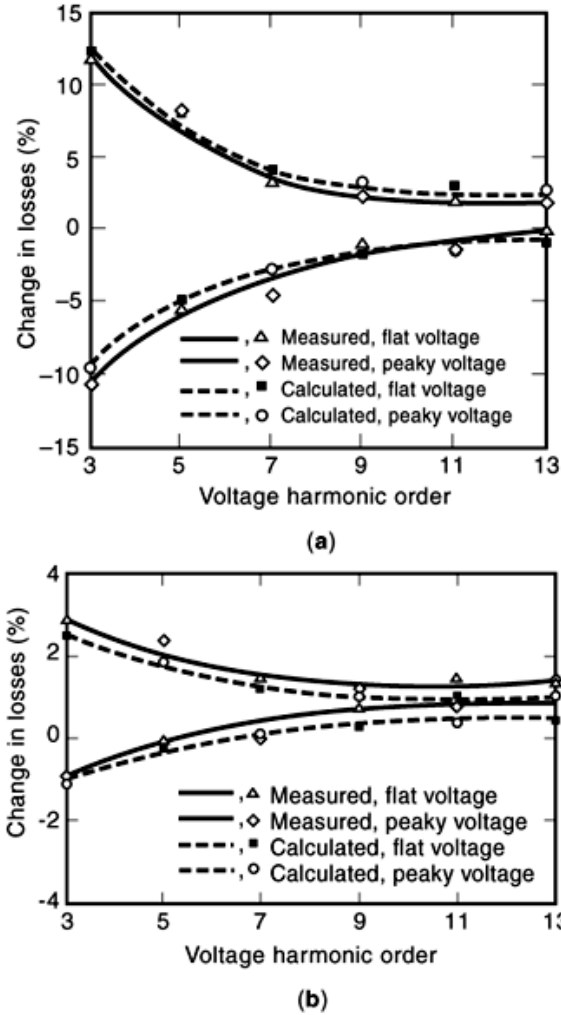 15
10
5
0
−5
−10
−15
Change in losses (%)
, Measured, flat voltage
, Measured, peaky voltage
, Calculated, flat voltage
, Calculated, peaky voltage
3 5 7 9 11 13
Voltage harmonic order
(a)
4
2
0
-2
-4
Change in losses (%)
, Measured, flat voltage
, Measured, peaky voltage
, Calculated, flat voltage
, Calculated, peaky voltage
3 5 7 9 11 13
Voltage harmonic order
(b)